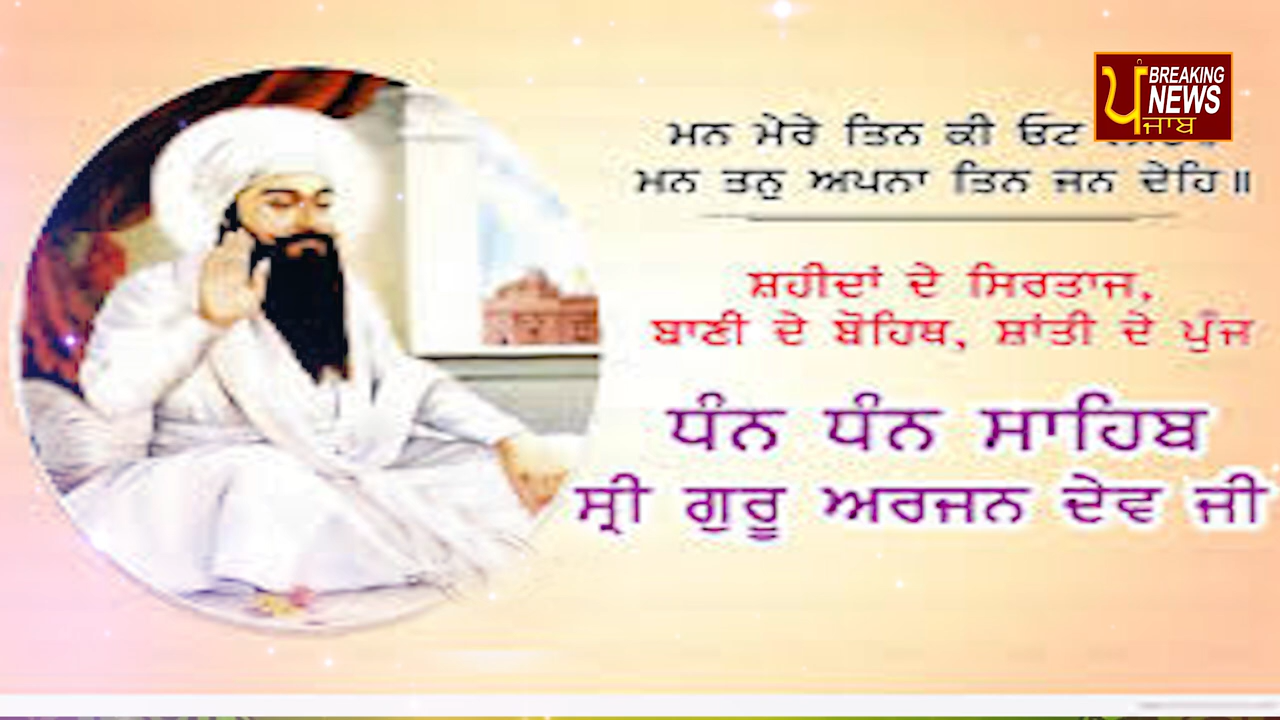 BREAKING
NEWS
ਪੰਜਾਬ
ਮਨ ਮੇਰੇ ਤਿਨ ਕੀ ਓਟ
ਮਨ ਤਨੁ ਅਪਨਾ ਤਿਨ ਜਨ ਦੇਹਿ॥
ਸ਼ਹੀਦਾਂ ਦੇ ਸਿਰਤਾਜ,
ਬਾਣੀ ਦੇ ਬੋਹਿਥ, ਸ਼ਾਂਤੀ ਦੇ ਪੁੰਜ
ਧੰਨ ਧੰਨ ਸਾਹਿਬ
ਸ੍ਰੀ ਗੁਰੂ ਅਰਜਨ ਦੇਵ ਜੀ